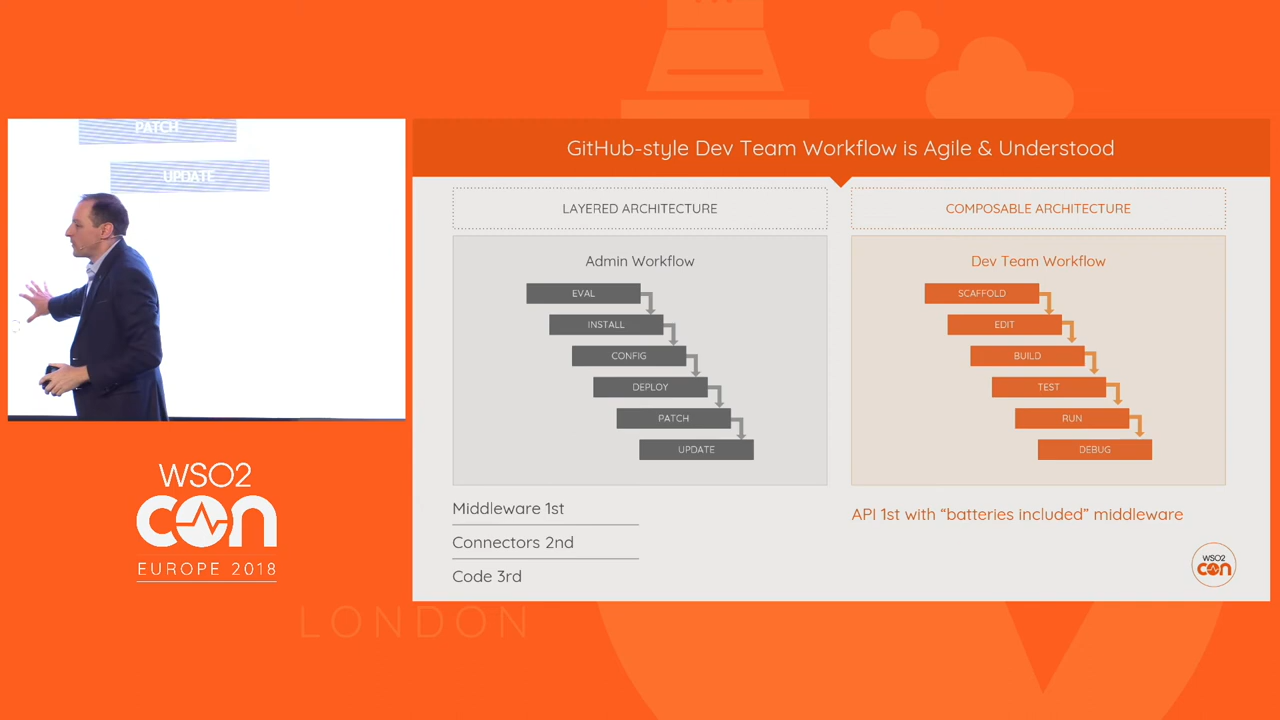 PATCH
UPDATE
WSO2
con
EUROPE 2018
LONDON
GitHub-style Dev Team Workflow is Agile & Understood
LAYERED ARCHITECTURE
Admin Workflow
EVAL
INSTALL
CONFIG
DEPLOY
PATCH
UPDATE
Middleware 1st
Connectors 2nd
Code 3rd
COMPOSABLE ARCHITECTURE
Dev Team Workflow
SCAFFOLD
EDIT
BUILD
TEST
RUN
DEBUG
API 1st with “batteries included” middleware
WSO2
con